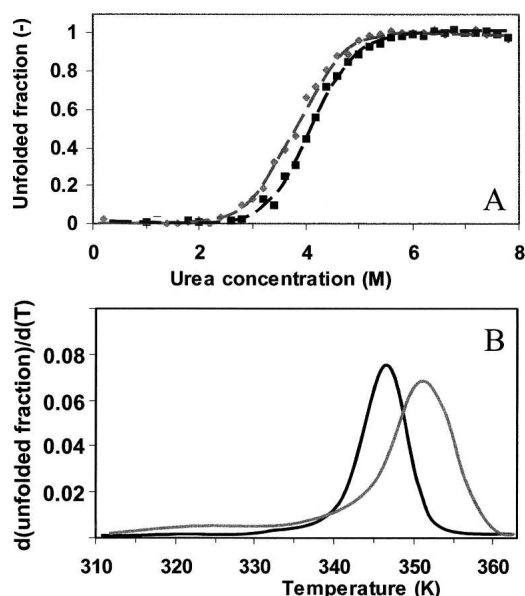 1
0.8
0.6
0.4
0.2
0
Unfolded fraction (-)
A
0 2 4 6 8
Urea concentration (M)
B
0.08
0.06
0.04
0.02
d(unfolded fraction)/d(T)
310 320 330 340 350 360
Temperature (K)